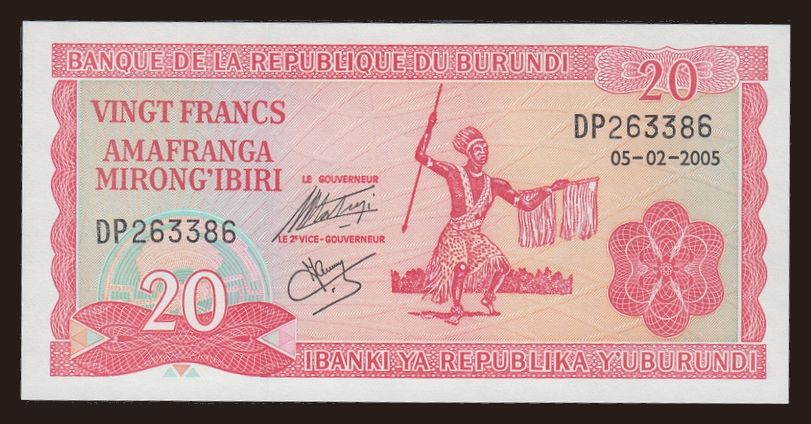 BANQUE DE LA REPUBLIQUE DU BURUNDI
20
VINGT FRANCS
AMAFRANGA
MIRONG'IBIRI
DP263386
05-02-2005
LE GOUVERNEUR
LE 2e VICE-GOUVERNEUR
DP263386
20
IBANKI YA REPUBLIKA Y'UBURUNDI